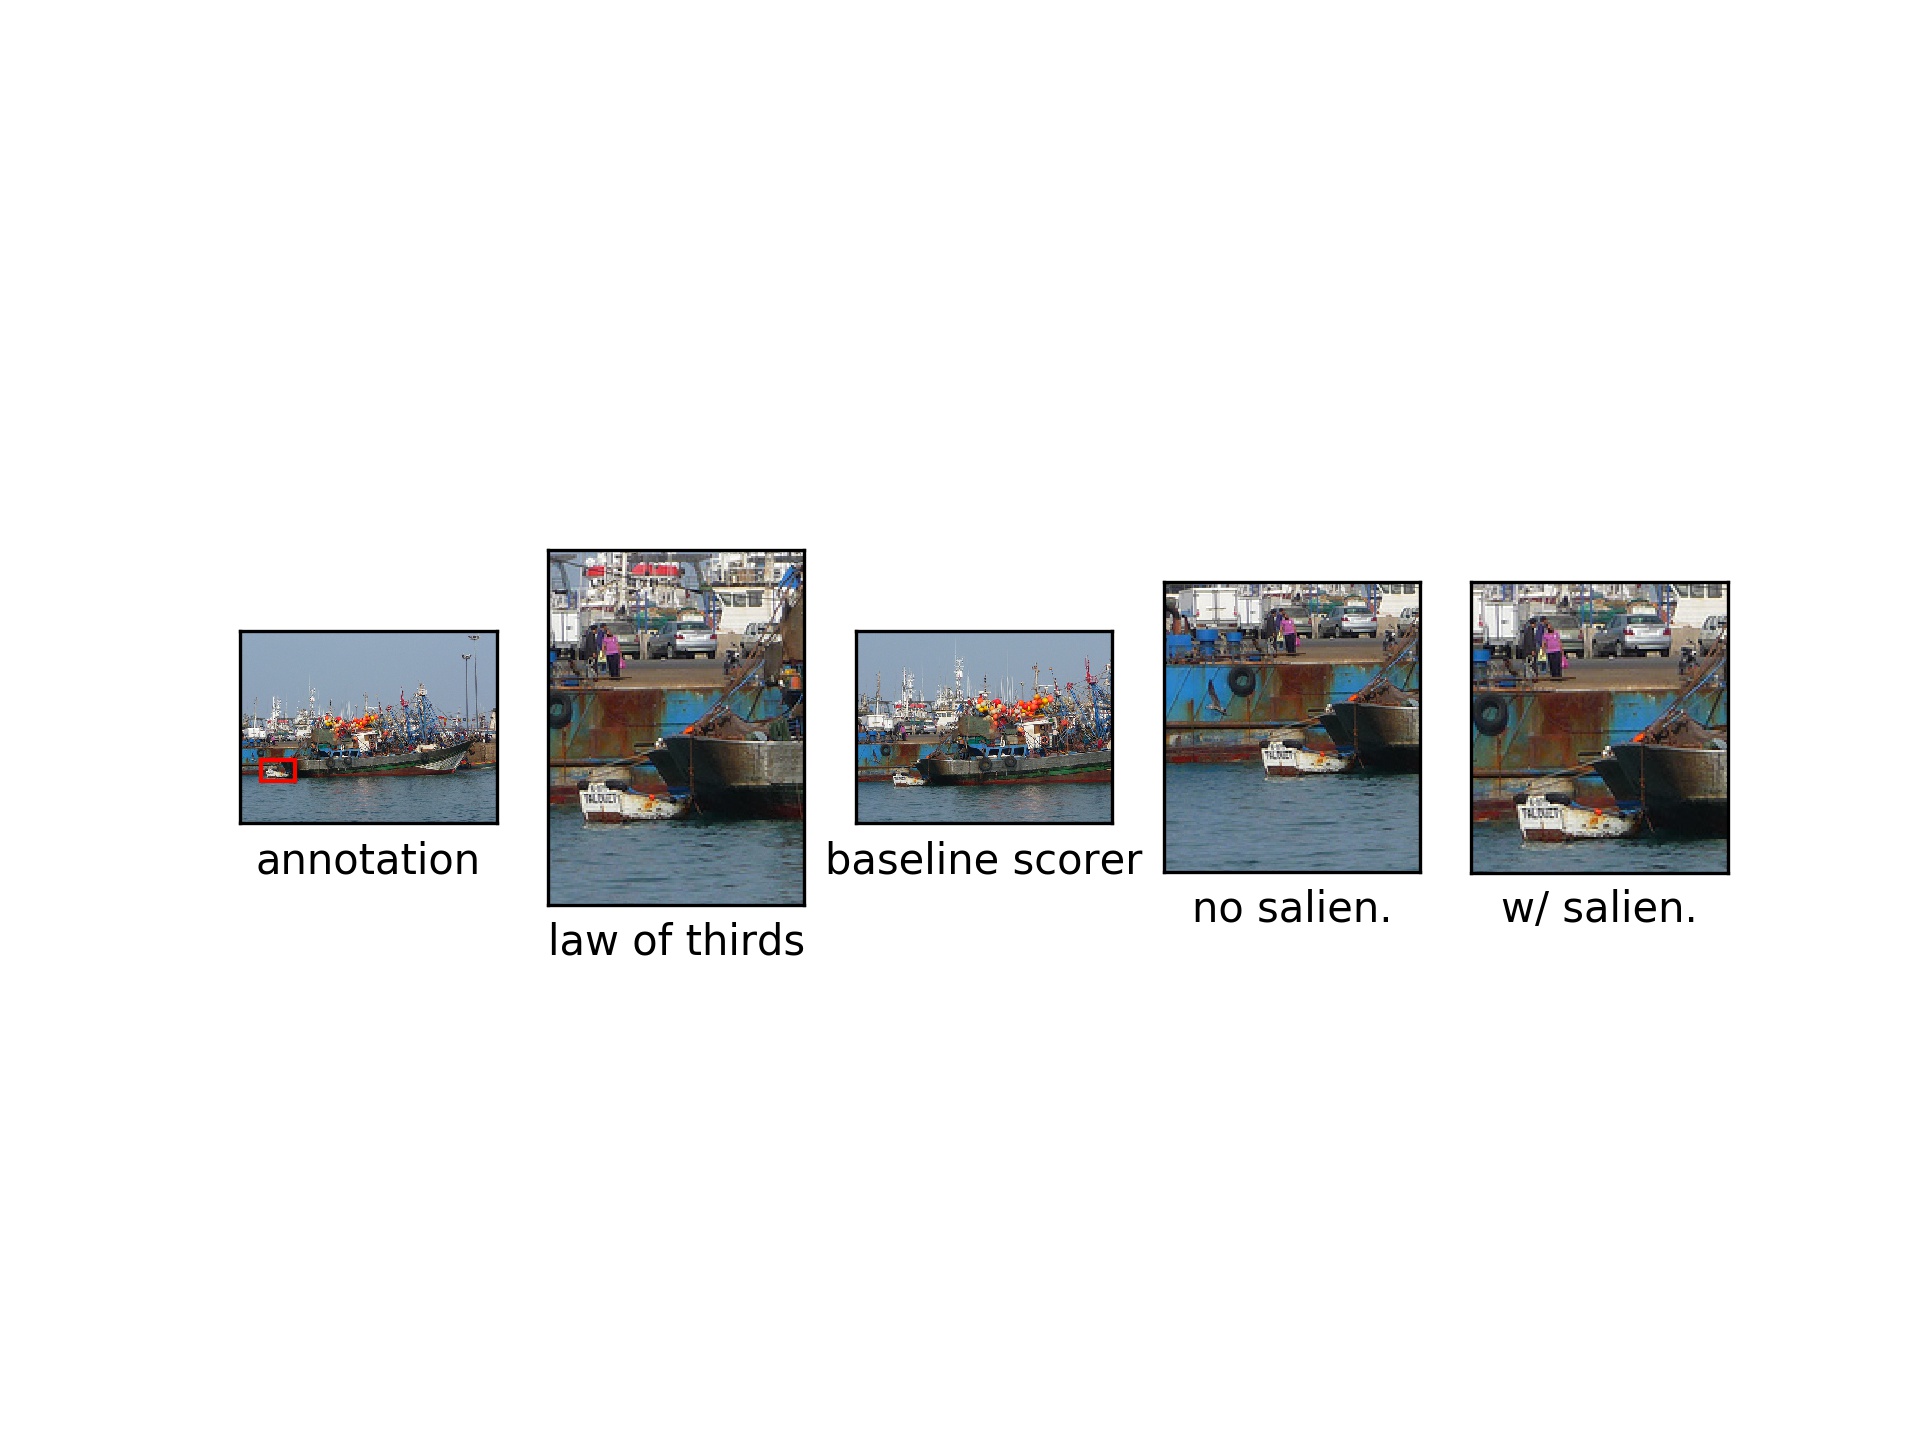 annotation
law of thirds
baseline scorer
no salien.
w/ salien.